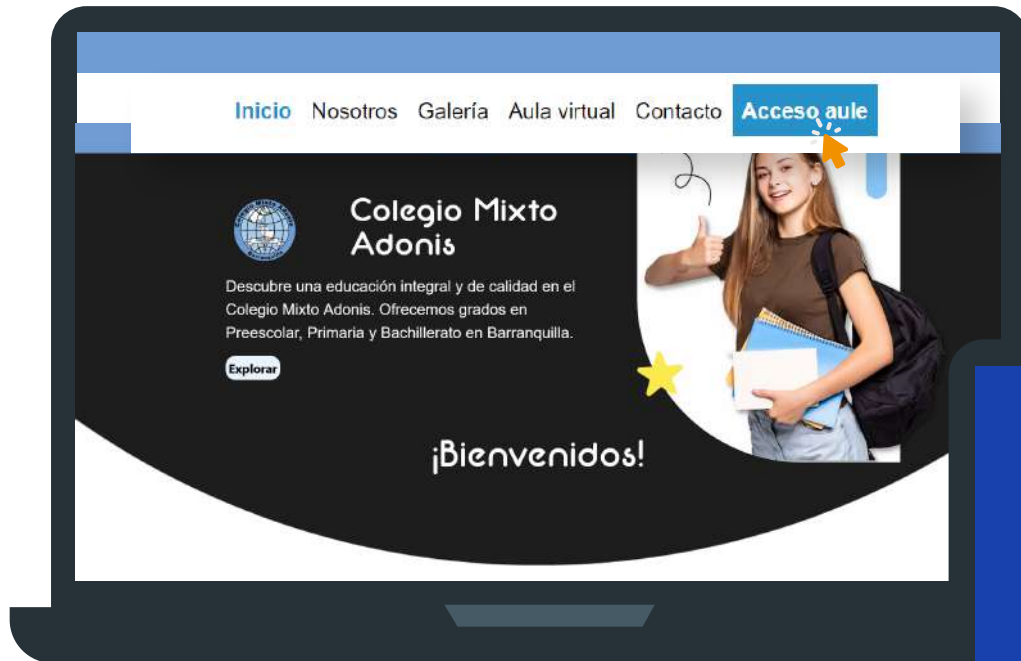 Inicio Nosotros Galería Aula virtual Contacto Acceso aule
Colegio Mixto
Adonis
Descubre una educación integral y de calidad en el
Colegio Mixto Adonis. Ofrecemos grados en
Preescolar, Primaria y Bachillerato en Barranquilla.
Explorar
¡Bienvenidos!